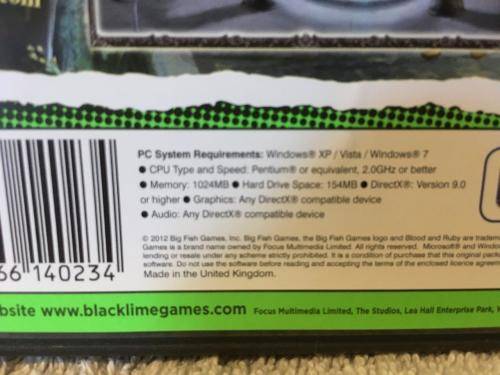 PC System Requirements: Windows® XP / Vista / Windows® 7
● CPU Type and Speed: Pentium® or equivalent, 2.0GHz or better
● Memory: 1024MB ● Hard Drive Space: 154MB ● DirectX®: Version 9.0
or higher ● Graphics: Any DirectX® compatible device
● Audio: Any DirectX® compatible device
© 2012 Big Fish Games, Inc. Big Fish Games, the Big Fish Games logo and Blood and Ruby are tradem
Games is a brand name owned by Focus Multimedia Limited. All rights reserved. Microsoft® and Windo
lending or resale under any scheme strictly prohibited. It is a condition of purchase that this original pack
software. Do not use the software before reading and accepting the terms of the enclosed licence agreem
Made in the United Kingdom.
66 140234
bsite www.blacklimegames.com Focus Multimedia Limited, The Studios, Lea Hall Enterprise Park,